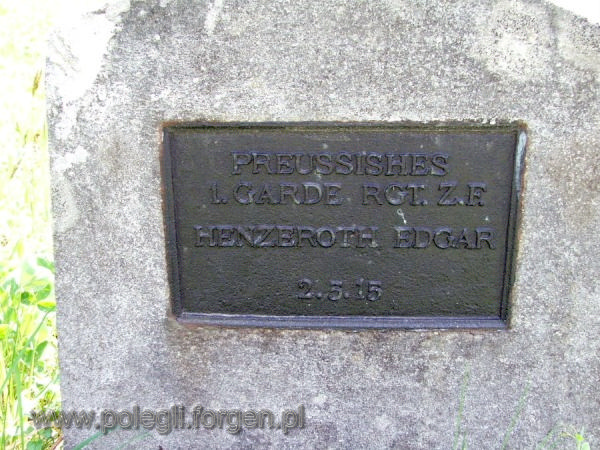 PREUSSISHES
1. GARDE RGT. Z.F.
HENZEROTH EDGAR
2.5.15
www.polegli.forgen.pl